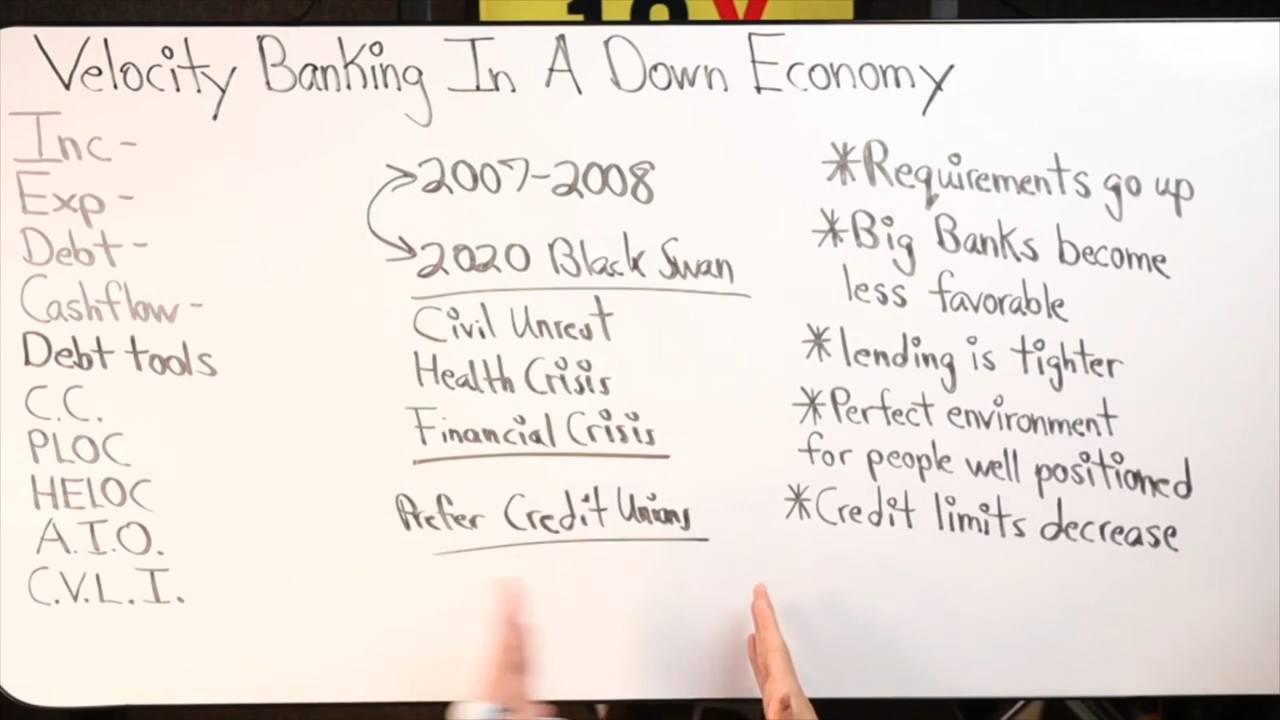 Velocity Banking In A Down Economy
Inc-
Exp-
Debt-
Cashflow-
Debt tools
C.C.
PLOC
HELOC
A.I.O.
C.V.L.I.
2007-2008
2020 Black Swan
Civil Unrest
Health Crisis
Financial Crisis
Prefer Credit Unions
*Requirements go up
*Big Banks become
less favorable
*lending is tighter
*Perfect environment
for people well positioned
*Credit limits decrease